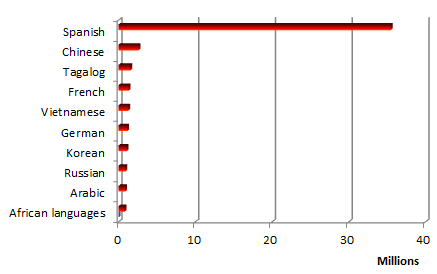 Spanish
Chinese
Tagalog
French
Vietnamese
German
Korean
Russian
Arabic
African languages
0 10 20 30 40
Millions